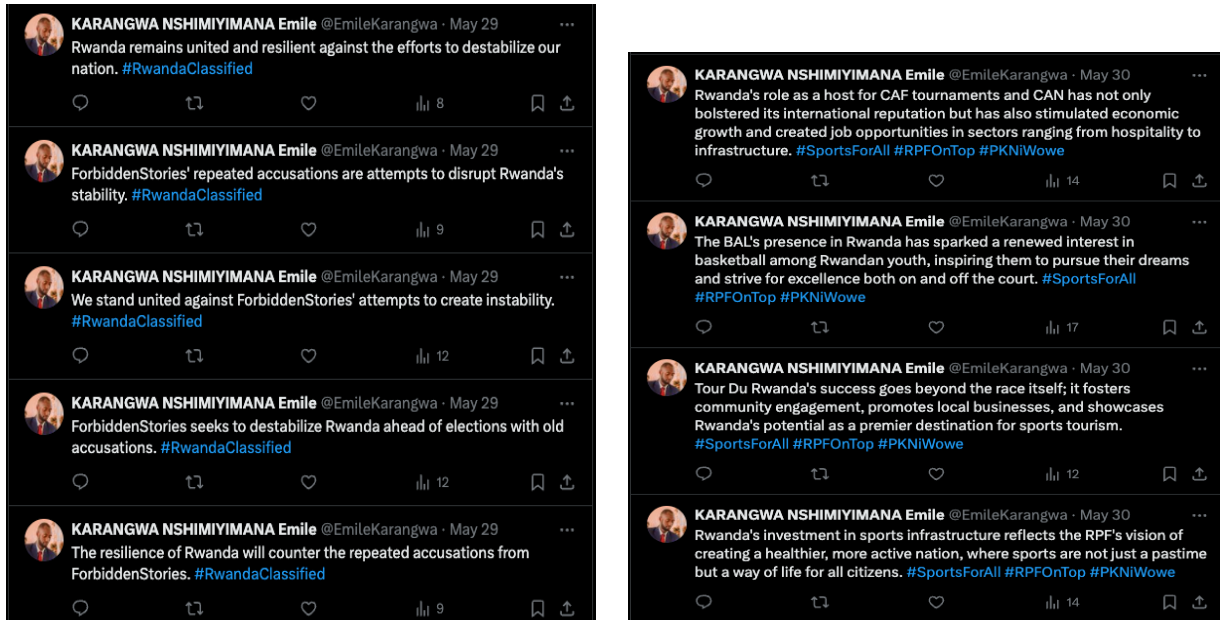 KARANGWA NSHIMIYIMANA Emile @EmileKarangwa · May 29
Rwanda remains united and resilient against the efforts to destabilize our
nation. #RwandaClassified
8
KARANGWA NSHIMIYIMANA Emile @EmileKarangwa · May 29
ForbiddenStories' repeated accusations are attempts to disrupt Rwanda's
stability. #RwandaClassified
9
KARANGWA NSHIMIYIMANA Emile @EmileKarangwa · May 29
We stand united against ForbiddenStories' attempts to create instability.
#RwandaClassified
12
KARANGWA NSHIMIYIMANA Emile @EmileKarangwa · May 29
ForbiddenStories seeks to destabilize Rwanda ahead of elections with old
accusations. #RwandaClassified
12
KARANGWA NSHIMIYIMANA Emile @EmileKarangwa · May 29
The resilience of Rwanda will counter the repeated accusations from
ForbiddenStories. #RwandaClassified
9
KARANGWA NSHIMIYIMANA Emile @EmileKarangwa · May 30
Rwanda's role as a host for CAF tournaments and CAN has not only
bolstered its international reputation but has also stimulated economic
growth and created job opportunities in sectors ranging from hospitality to
infrastructure. #SportsForAll #RPFOnTop #PKNiWowe
14
KARANGWA NSHIMIYIMANA Emile @EmileKarangwa · May 30
The BAL's presence in Rwanda has sparked a renewed interest in
basketball among Rwandan youth, inspiring them to pursue their dreams
and strive for excellence both on and off the court. #SportsForAll
#RPFOnTop #PKNiWowe
17
KARANGWA NSHIMIYIMANA Emile @EmileKarangwa · May 30
Tour Du Rwanda's success goes beyond the race itself; it fosters
community engagement, promotes local businesses, and showcases
Rwanda's potential as a premier destination for sports tourism.
#SportsForAll #RPFOnTop #PKNiWowe
12
KARANGWA NSHIMIYIMANA Emile @EmileKarangwa · May 30
Rwanda's investment in sports infrastructure reflects the RPF's vision of
creating a healthier, more active nation, where sports are not just a pastime
but a way of life for all citizens. #SportsForAll #RPFOnTop #PKNiWowe
14